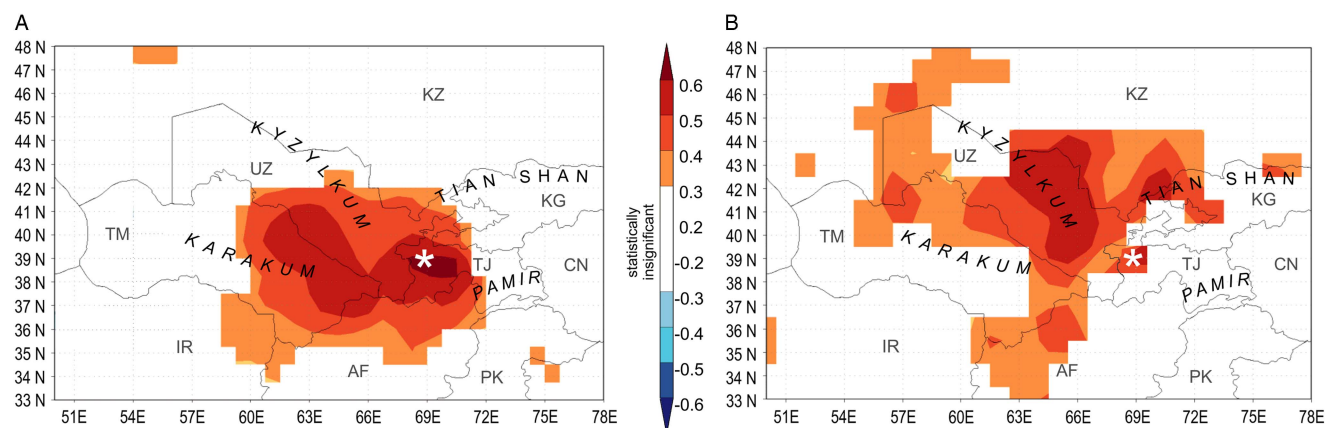 A
48 N
47 N
46 N
45 N
44 N
43 N
42 N
41 N
40 N
39 N
38 N
37 N
36 N
35 N
34 N
33 N
51E 54E 57E 60E 63E 66E 69E 72E 75E 78E
KZ
KYZYLKUM
UZ
TIAN SHAN
KG
TM
KARAKUM
*
TJ
CN
PAMIR
IR
AF
PK
0.6
0.5
0.4
0.3
0.2
-0.2
-0.3
-0.4
-0.5
-0.6
statistically
insignificant
B
48 N
47 N
46 N
45 N
44 N
43 N
42 N
41 N
40 N
39 N
38 N
37 N
36 N
35 N
34 N
33 N
51E 54E 57E 60E 63E 66E 69E 72E 75E 78E
KZ
KYZYLKUM
UZ
TIAN SHAN
KG
TM
KARAKUM
*
TJ
CN
PAMIR
IR
AF
PK